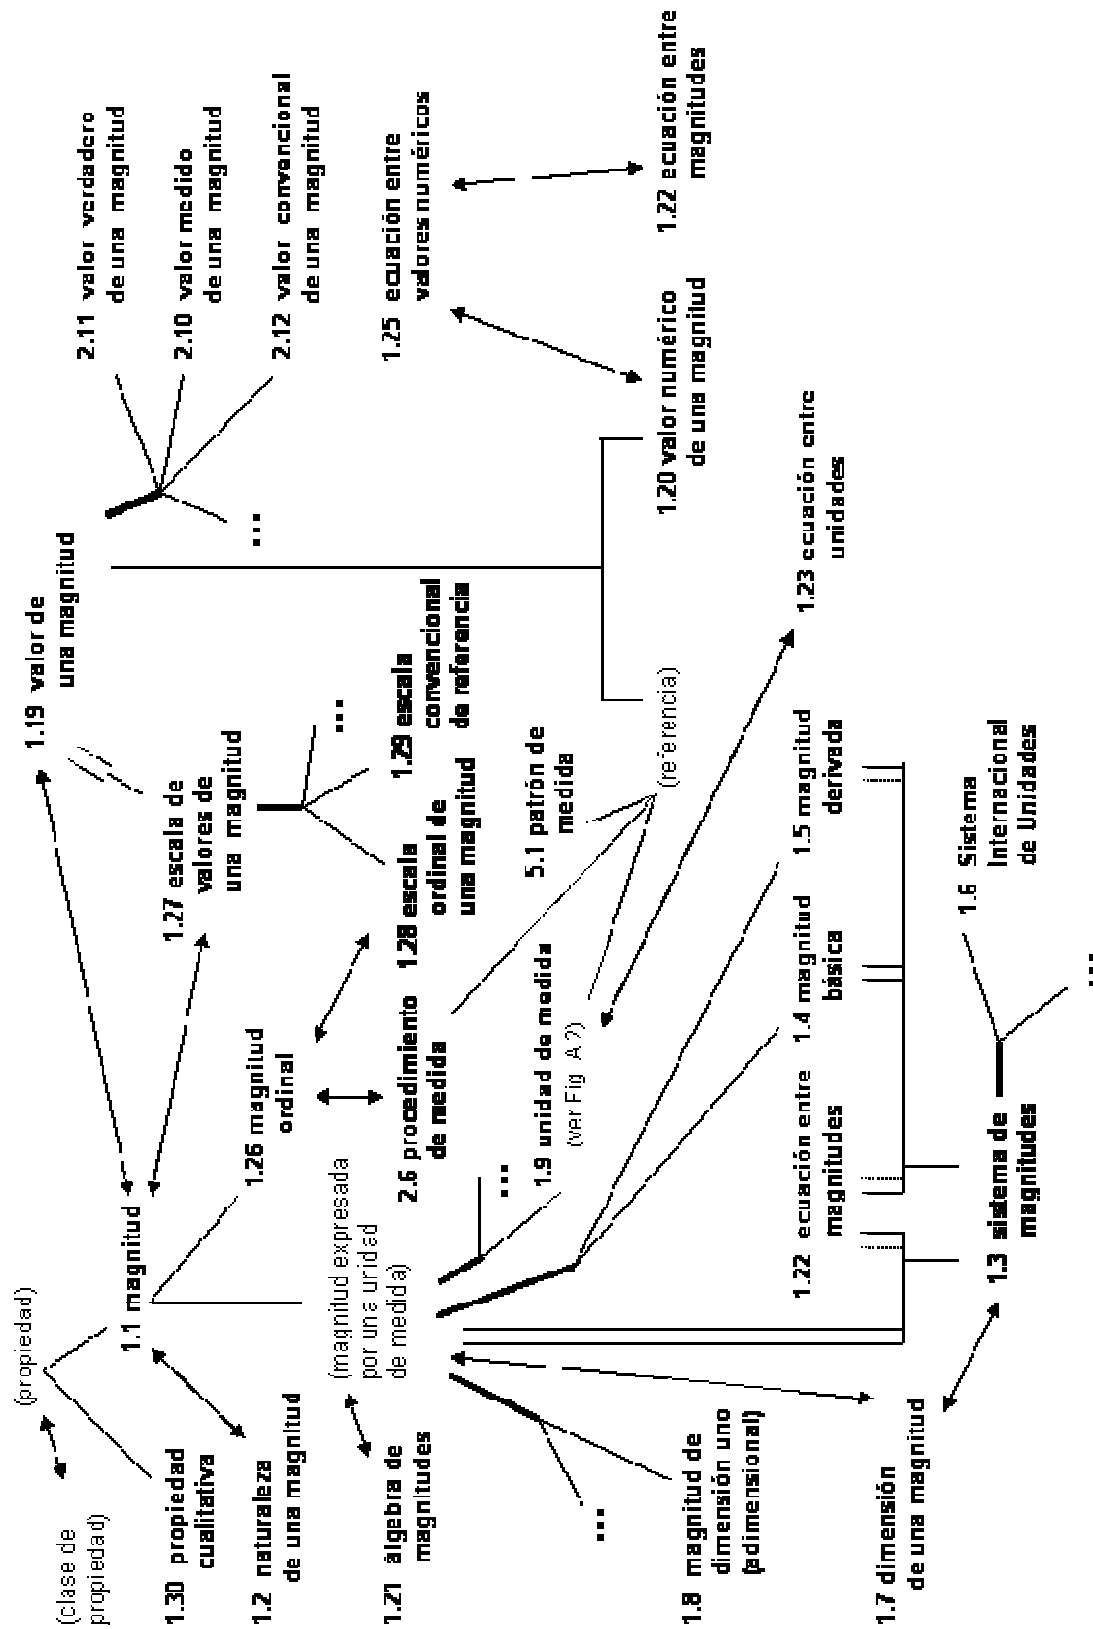 (clase de
propiedad)
(propiedad)
1.30 propiedad
cualitativa
1.2 naturaleza
de una magnitud
1.1 magnitud
1.19 valor de
una magnitud
2.11 valor verdadero
de una magnitud
2.10 valor medido
de una magnitud
2.12 valor convencional
de una magnitud
...
1.27 escala de
valores de
una magnitud
...
1.26 magnitud
ordinal
1.21 álgebra de
magnitudes
(magnitud expresada
por una unidad
de medida)
2.6 procedimiento
de medida
1.28 escala
ordinal de
una magnitud
1.29 escala
convencional
de referencia
1.25 ecuación entre
valores numéricos
...
1.9 unidad de medida
(ver Fig A 2)
5.1 patrón de
medida
(referencia)
1.20 valor numérico
de una magnitud
1.22 ecuación entre
magnitudes
...
1.8 magnitud de
dimensión uno
(adimensional)
1.22 ecuación entre
magnitudes
1.4 magnitud
básica
1.5 magnitud
derivada
1.23 ecuación entre
unidades
1.7 dimensión
de una magnitud
1.3 sistema de
magnitudes
1.6 Sistema
Internacional
de Unidades
...